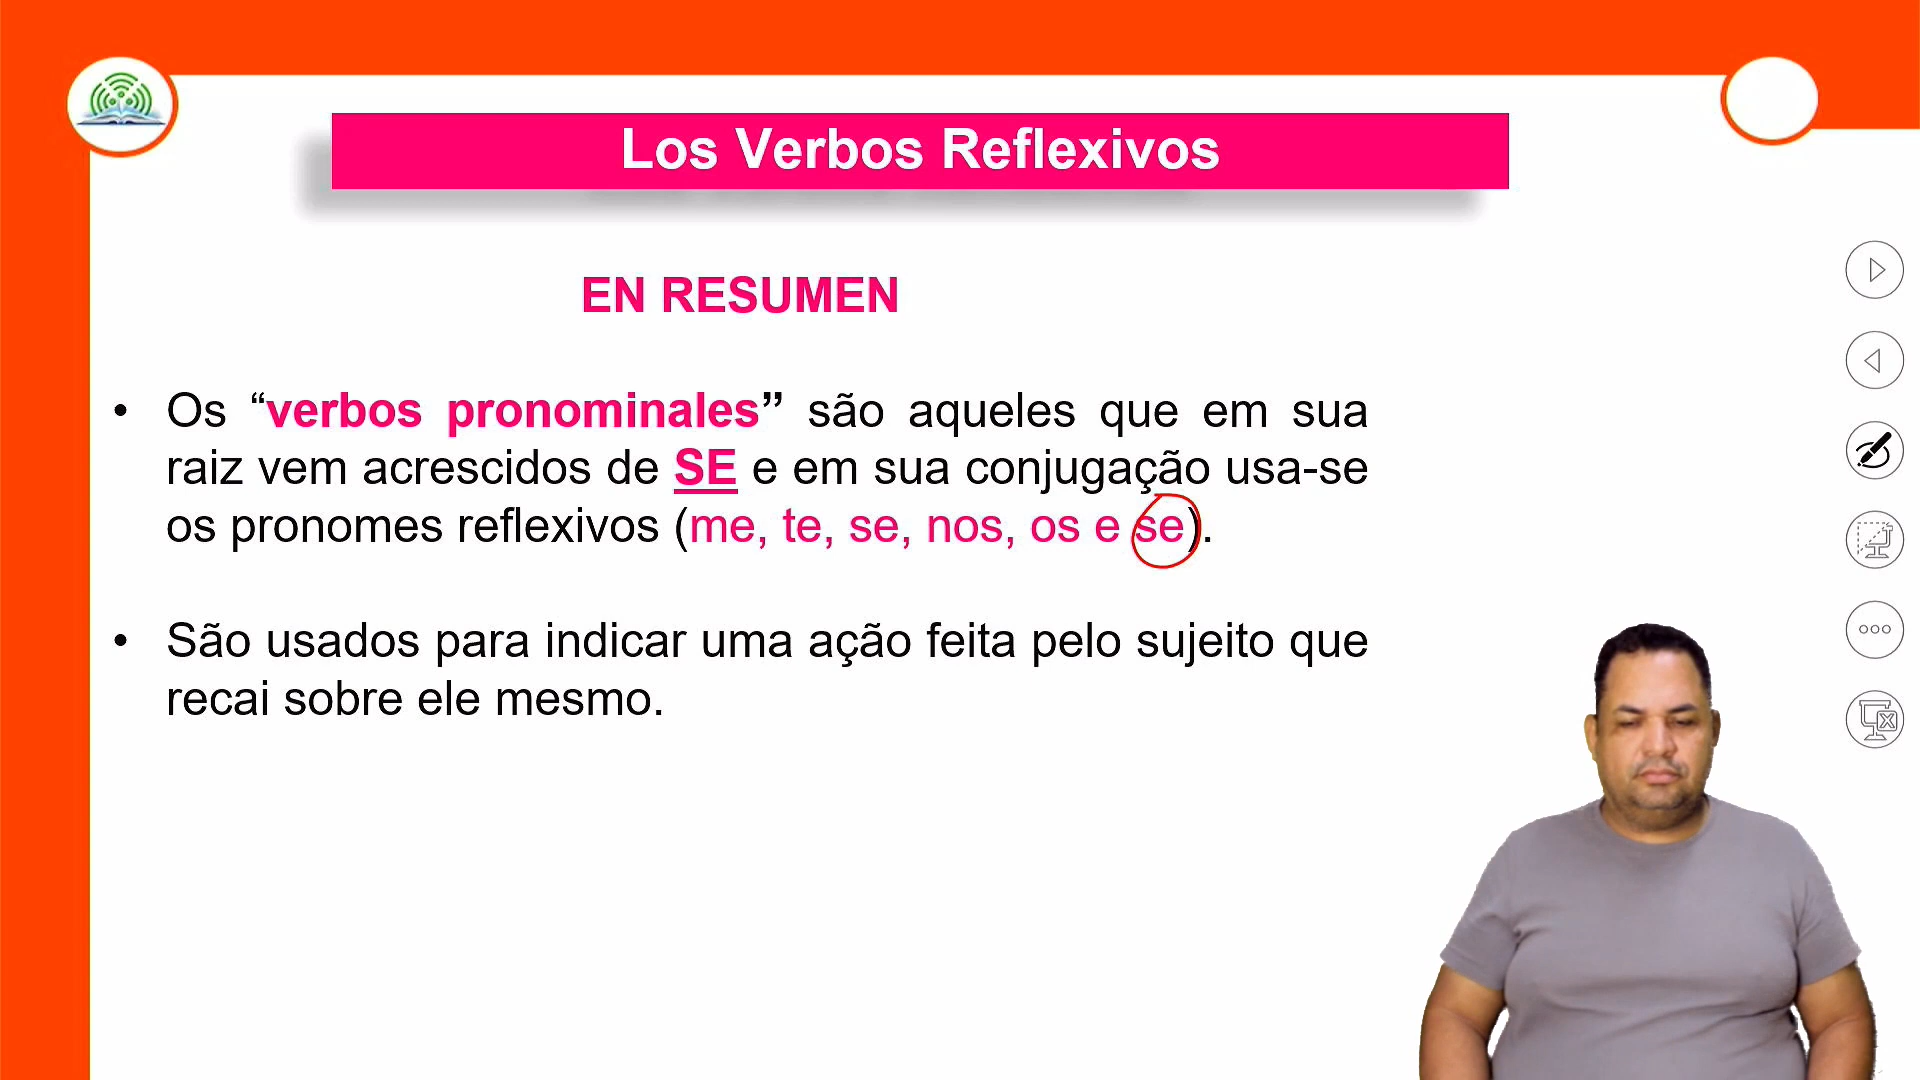 Los Verbos Reflexivos
EN RESUMEN
• Os “verbos pronominales” são aqueles que em sua
raiz vem acrescidos de SE e em sua conjugação usa-se
os pronomes reflexivos (me, te, se, nos, os e se).
• São usados para indicar uma ação feita pelo sujeito que
recai sobre ele mesmo.